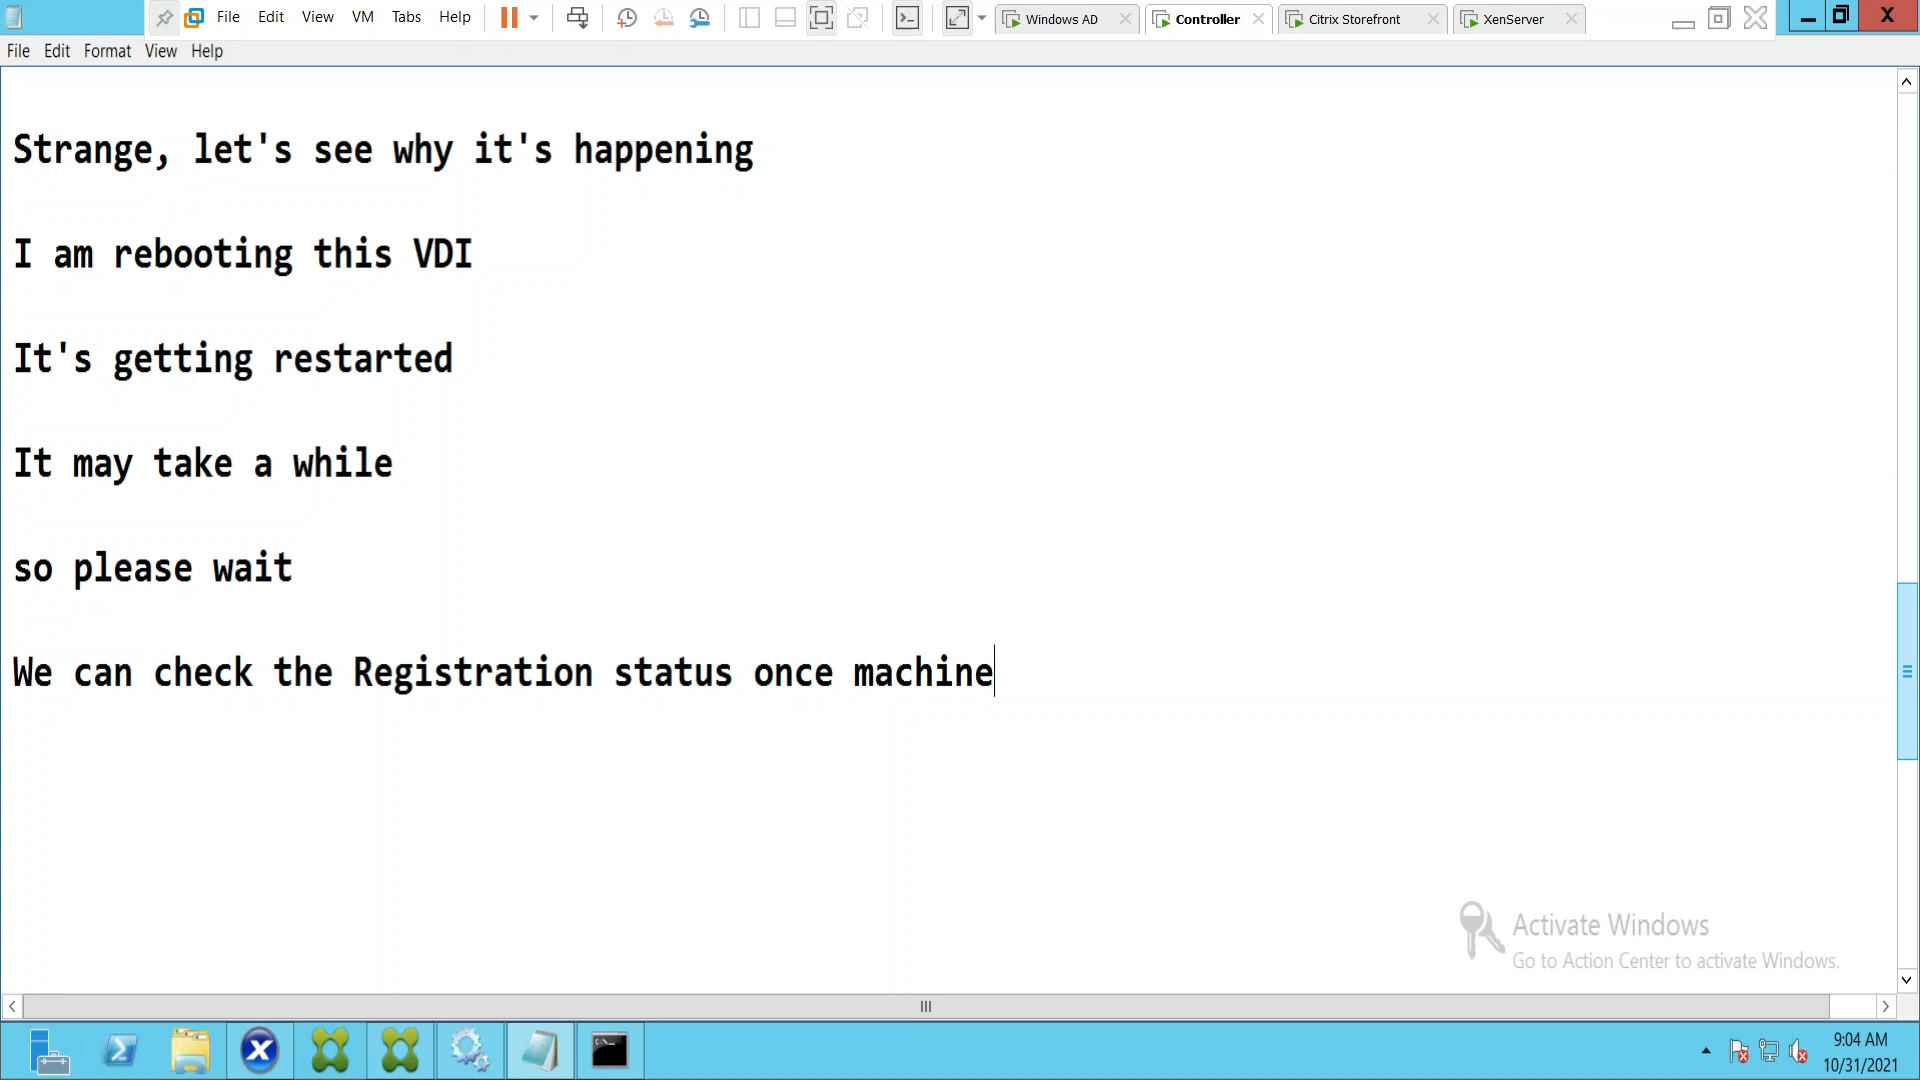 File Edit View VM Tabs Help Windows AD Controller Citrix Storefront XenServer X
File Edit Format View Help
Strange, let's see why it's happening
I am rebooting this VDI
It's getting restarted
It may take a while
so please wait
We can check the Registration status once machine
Activate Windows
Go to Action Center to activate Windows.
9:04 AM
10/31/2021